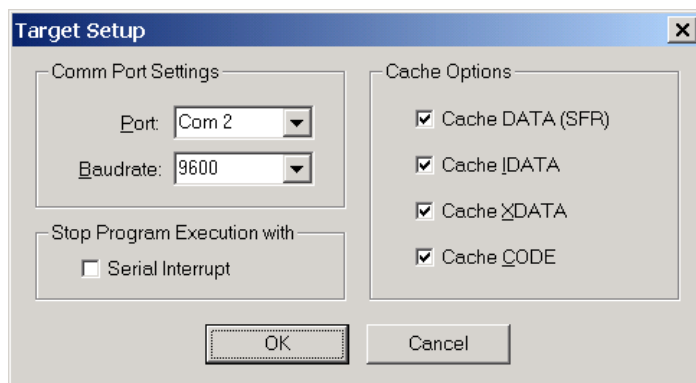 Target Setup
Comm Port Settings
Port: Com 2
Baudrate: 9600
Stop Program Execution with
Serial Interrupt
Cache Options
Cache DATA (SFR)
Cache IDATA
Cache XDATA
Cache CODE
OK
Cancel